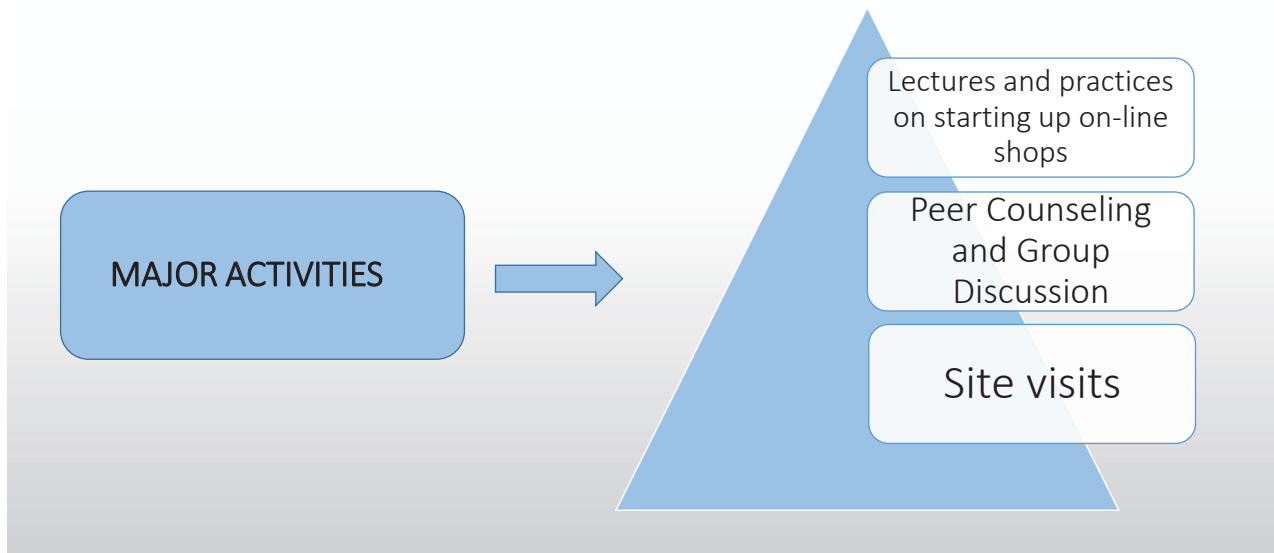 MAJOR ACTIVITIES
Lectures and practices
on starting up on-line
shops
Peer Counseling
and Group
Discussion
Site visits